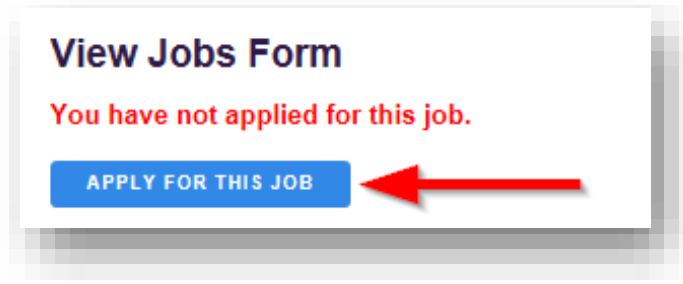 View Jobs Form
You have not applied for this job.
APPLY FOR THIS JOB